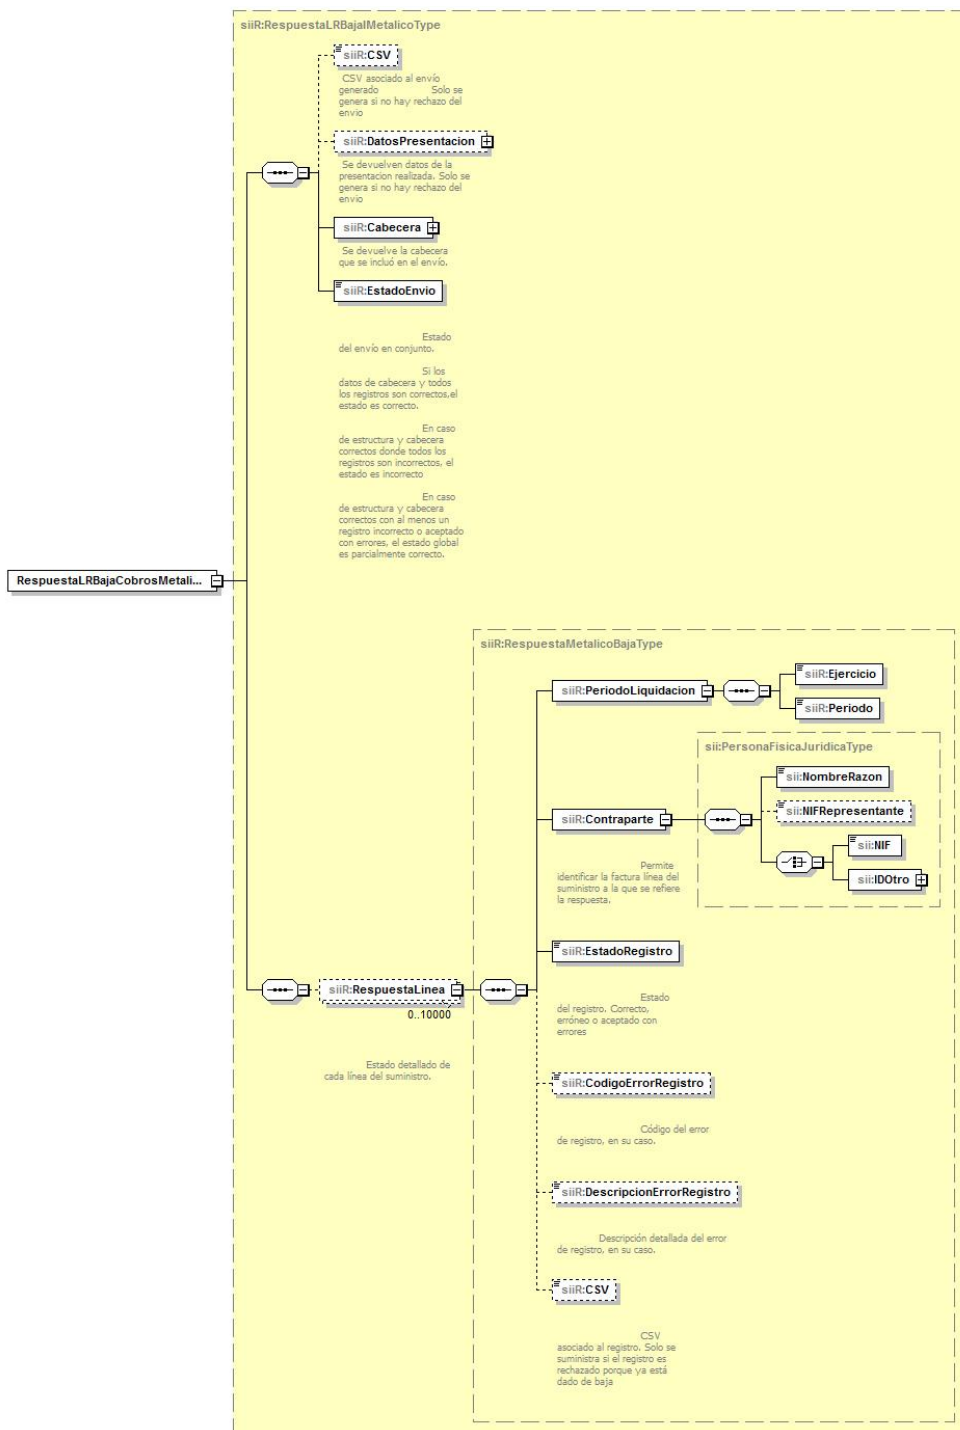 siiR:RespuestaLRBajaIMetalicoType
siiR:CSV
CSV asociado al envío
generado Solo se
genera si no hay rechazo del
envio
siiR:DatosPresentacion
Se devuelven datos de la
presentacion realizada. Solo se
genera si no hay rechazo del
envio
siiR:Cabecera
Se devuelve la cabecera
que se incluó en el envío.
siiR:EstadoEnvio
Estado
del envío en conjunto.
Si los
datos de cabecera y todos
los registros son correctos,el
estado es correcto.
En caso
de estructura y cabecera
correctos donde todos los
registros son incorrectos, el
estado es incorrecto
En caso
de estructura y cabecera
correctos con al menos un
registro incorrecto o aceptado
con errores, el estado global
es parcialmente correcto.
RespuestaLRBajaCobrosMetali...
siiR:RespuestaMetalicoBajaType
siiR:PeriodoLiquidacion
siiR:Ejercicio
siiR:Periodo
sii:PersonaFisicaJuridicaType
sii:NombreRazon
sii:NIFRepresentante
siiR:Contraparte
sii:NIF
sii:IDOtro
Permite
identificar la factura línea del
suministro a la que se refiere
la respuesta.
siiR:EstadoRegistro
Estado
del registro. Correcto,
erróneo o aceptado con
errores
siiR:RespuestaLinea
0..10000
Estado detallado de
cada línea del suministro.
siiR:CodigoErrorRegistro
Código del error
de registro, en su caso.
siiR:DescripcionErrorRegistro
Descripción detallada del error
de registro, en su caso.
siiR:CSV
CSV
asociado al registro. Solo se
suministra si el registro es
rechazado porque ya está
dado de baja